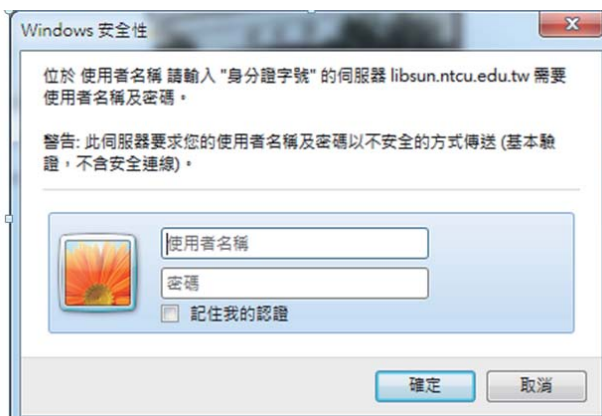 Windows 安全性
位於 使用者名稱 請輸入 "身分證字號" 的伺服器 libsun.ntcu.edu.tw 需要
使用者名稱及密碼。
警告: 此伺服器要求您的使用者名稱及密碼以不安全的方式傳送 (基本驗
證，不含安全連線)。
使用者名稱
密碼
記住我的認證
確定
取消